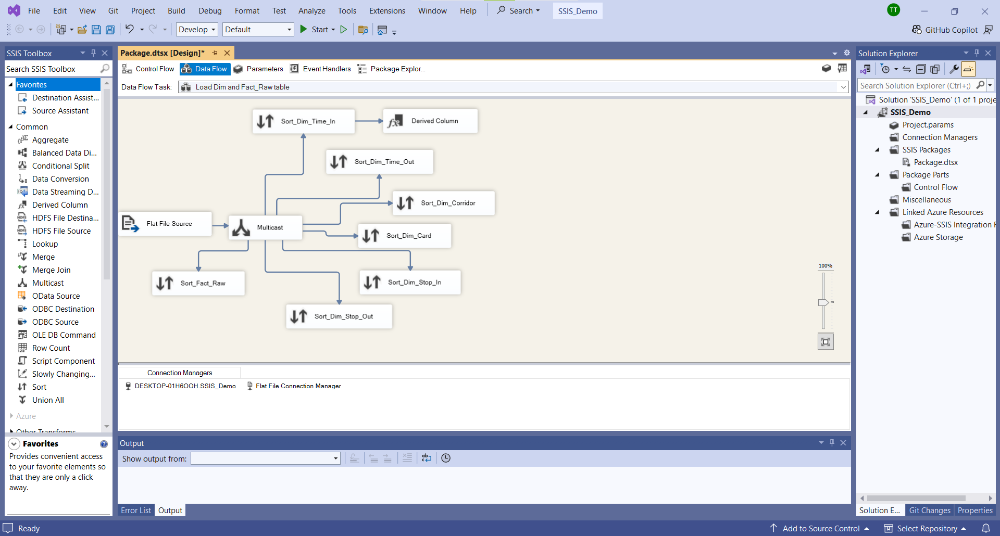 File Edit View Git Project Build Debug Format Test Analyze Tools Extensions Window Help Search SSIS_Demo TT
Develop Default Start GitHub Copilot
SSIS Toolbox
Search SSIS Toolbox
Favorites
Destination Assist...
Source Assistant
Common
Aggregate
Balanced Data Di...
Conditional Split
Data Conversion
Data Streaming D...
Derived Column
HDFS File Destina...
HDFS File Source
Lookup
Merge
Merge Join
Multicast
OData Source
ODBC Destination
ODBC Source
OLE DB Command
Row Count
Script Component
Slowly Changing...
Sort
Union All
Azure
Other Transforms
Favorites
Provides convenient access
to your favorite elements so
that they are only a click
away.
Package.dtsx [Design]*
Control Flow Data Flow Parameters Event Handlers Package Explor...
Data Flow Task: Load Dim and Fact_Raw table
Sort_Dim_Time_In
Derived Column
Sort_Dim_Time_Out
Sort_Dim_Corridor
Flat File Source
Multicast
Sort_Dim_Card
Sort_Fact_Raw
Sort_Dim_Stop_In
Sort_Dim_Stop_Out
100%
Connection Managers
DESKTOP-01H6OOH.SSIS_Demo Flat File Connection Manager
Output
Show output from:
Error List Output
Solution Explorer
Search Solution Explorer (Ctrl+;)
Solution 'SSIS_Demo' (1 of 1 proje
SSIS_Demo
Project.params
Connection Managers
SSIS Packages
Package.dtsx
Package Parts
Control Flow
Miscellaneous
Linked Azure Resources
Azure-SSIS Integration
Azure Storage
Solution E... Git Changes Properties
Ready Add to Source Control Select Repository